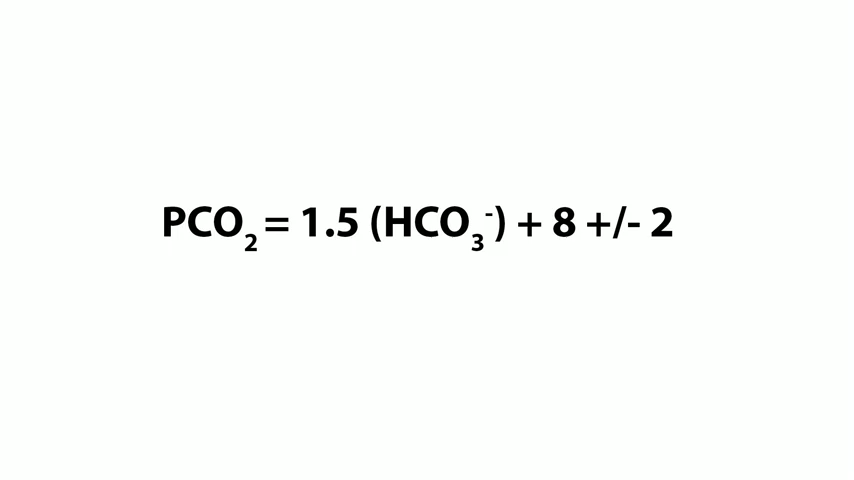 PCO₂ = 1.5 (HCO₃⁻) + 8 +/- 2